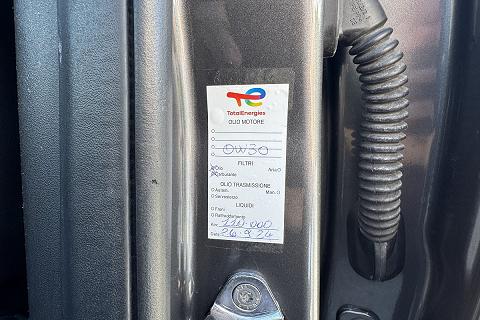 TotalEnergies
OLIO MOTORE
0W30
FILTRI
Olio Aria
Carburante
OLIO TRASMISSIONE
Autom. Man.
Servosterzo
LIQUIDI
Freni
Raffreddamento
Km 110.000
Data 26.9.24